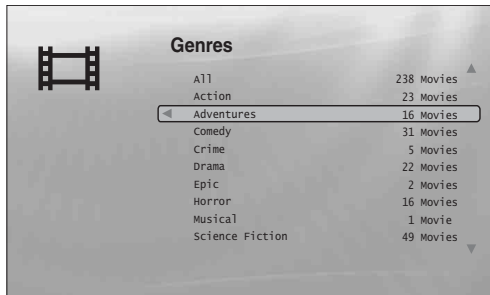 Genres
All 238 Movies
Action 23 Movies
Adventures 16 Movies
Comedy 31 Movies
Crime 5 Movies
Drama 22 Movies
Epic 2 Movies
Horror 16 Movies
Musical 1 Movie
Science Fiction 49 Movies